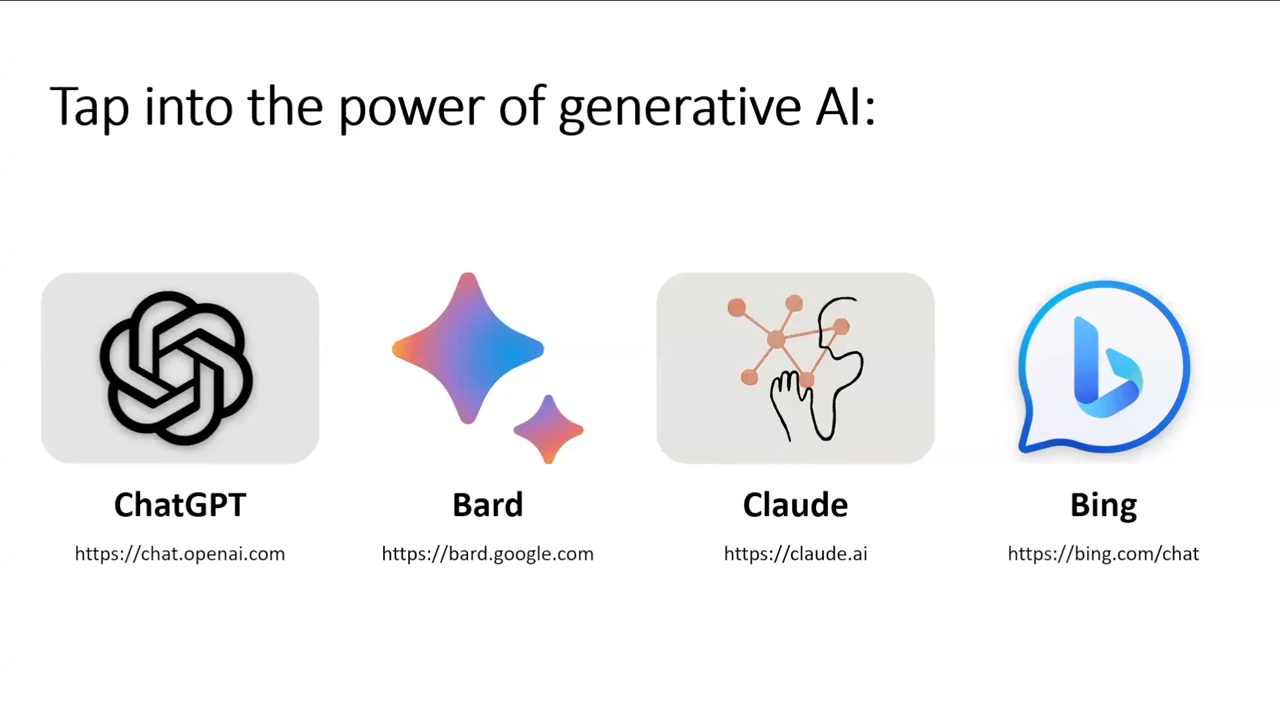 Tap into the power of generative AI:
ChatGPT
https://chat.openai.com
Bard
https://bard.google.com
Claude
https://claude.ai
Bing
https://bing.com/chat